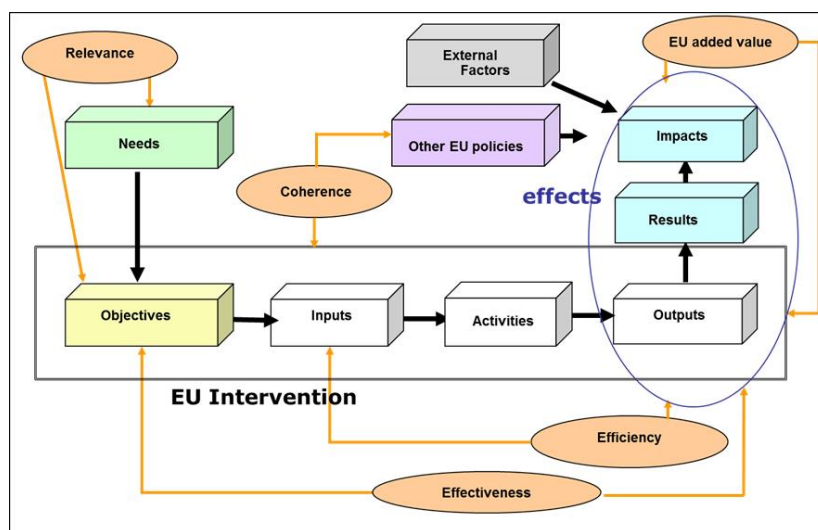 Relevance
External
Factors
EU added value
Needs
Other EU policies
Impacts
Coherence
effects
Results
Objectives
Inputs
Activities
Outputs
EU Intervention
Efficiency
Effectiveness